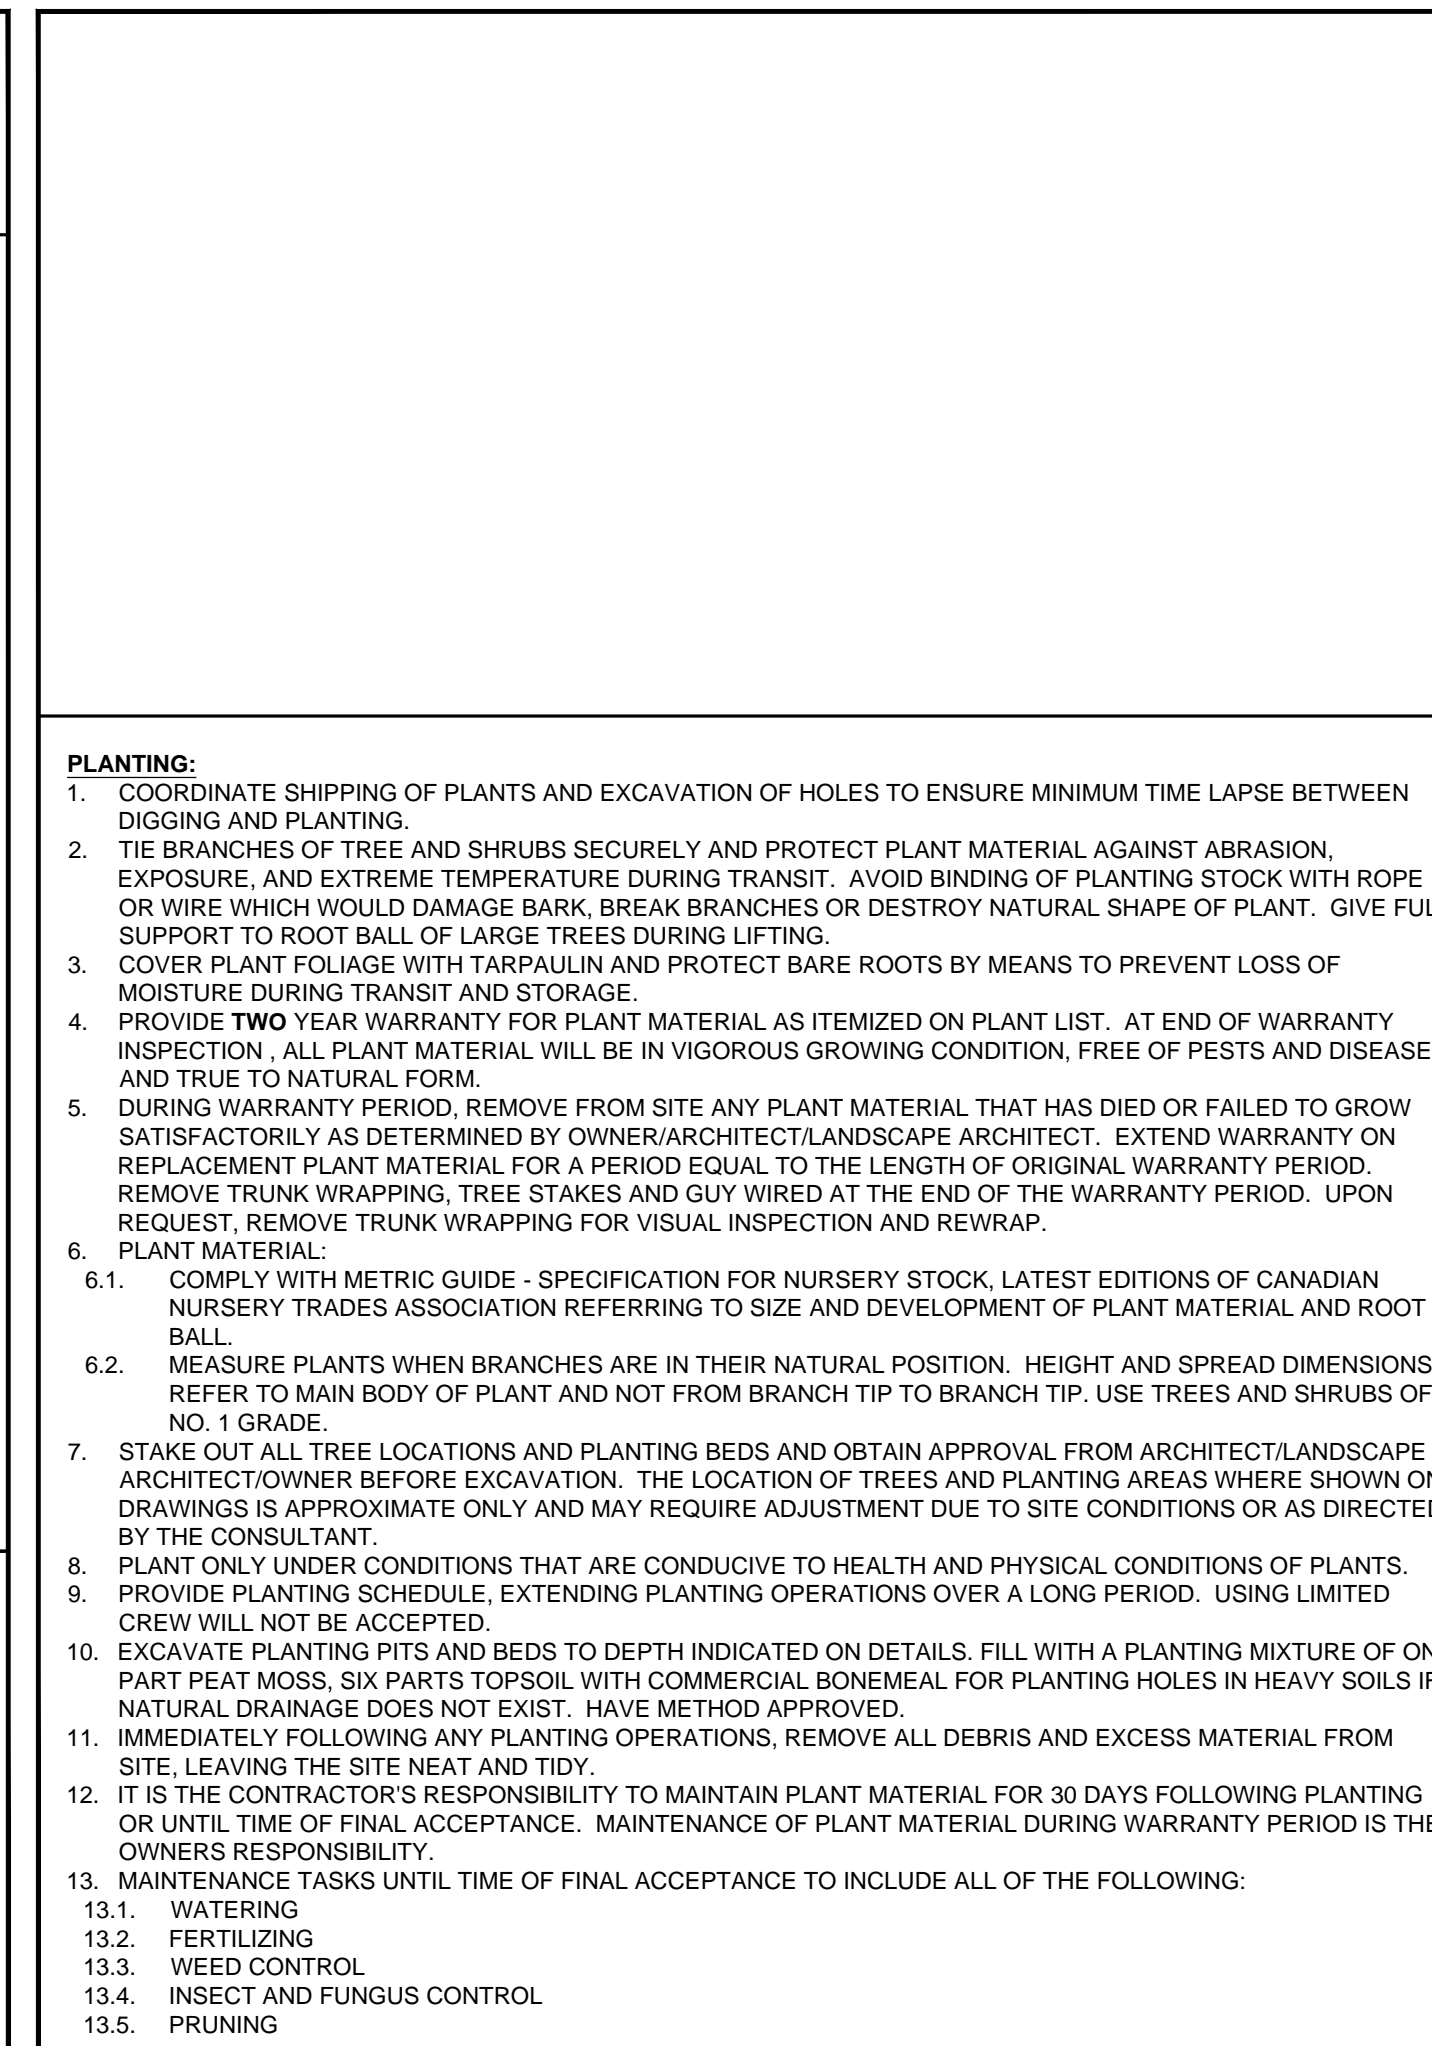 PLANTING:
1. COORDINATE SHIPPING OF PLANTS AND EXCAVATION OF HOLES TO ENSURE MINIMUM TIME LAPSE BETWEEN
DIGGING AND PLANTING.
2. TIE BRANCHES OF TREE AND SHRUBS SECURELY AND PROTECT PLANT MATERIAL AGAINST ABRASION,
EXPOSURE, AND EXTREME TEMPERATURE DURING TRANSIT. AVOID BINDING OF PLANTING STOCK WITH ROPE
OR WIRE WHICH WOULD DAMAGE BARK, BREAK BRANCHES OR DESTROY NATURAL SHAPE OF PLANT. GIVE
SUPPORT TO ROOT BALL OF LARGE TREES DURING LIFTING.
3. COVER PLANT FOLIAGE WITH TARPAULIN AND PROTECT BARE ROOTS BY MEANS TO PREVENT LOSS OF
MOISTURE DURING TRANSIT AND STORAGE.
4. PROVIDE TWO YEAR WARRANTY FOR PLANT MATERIAL AS ITEMIZED ON PLANT LIST. AT END OF WARRANTY
INSPECTION , ALL PLANT MATERIAL WILL BE IN VIGOROUS GROWING CONDITION, FREE OF PESTS AND DISEASE
AND TRUE TO NATURAL FORM.
5. DURING WARRANTY PERIOD, REMOVE FROM SITE ANY PLANT MATERIAL THAT HAS DIED OR FAILED TO GROW
SATISFACTORILY AS DETERMINED BY OWNER/ARCHITECT/LANDSCAPE ARCHITECT. EXTEND WARRANTY ON
REPLACEMENT PLANT MATERIAL FOR A PERIOD EQUAL TO THE LENGTH OF ORIGINAL WARRANTY PERIOD.
REMOVE TRUNK WRAPPING, TREE STAKES AND GUY WIRED AT THE END OF THE WARRANTY PERIOD. UPON
REQUEST, REMOVE TRUNK WRAPPING FOR VISUAL INSPECTION AND REWRAP.
6. PLANT MATERIAL:
6.1. COMPLY WITH METRIC GUIDE - SPECIFICATION FOR NURSERY STOCK, LATEST EDITIONS OF CANADIAN
NURSERY TRADES ASSOCIATION REFERRING TO SIZE AND DEVELOPMENT OF PLANT MATERIAL AND ROOT
BALL.
6.2. MEASURE PLANTS WHEN BRANCHES ARE IN THEIR NATURAL POSITION. HEIGHT AND SPREAD DIMENSIONS
REFER TO MAIN BODY OF PLANT AND NOT FROM BRANCH TIP TO BRANCH TIP. USE TREES AND SHRUBS OF
NO. 1 GRADE.
7. STAKE OUT ALL TREE LOCATIONS AND PLANTING BEDS AND OBTAIN APPROVAL FROM ARCHITECT/LANDSCAPE
ARCHITECT/OWNER BEFORE EXCAVATION. THE LOCATION OF TREES AND PLANTING AREAS WHERE SHOWN ON
DRAWINGS IS APPROXIMATE ONLY AND MAY REQUIRE ADJUSTMENT DUE TO SITE CONDITIONS OR AS DIRECTED
BY THE CONSULTANT.
8. PLANT ONLY UNDER CONDITIONS THAT ARE CONDUCIVE TO HEALTH AND PHYSICAL CONDITIONS OF PLANTS.
9. PROVIDE PLANTING SCHEDULE, EXTENDING PLANTING OPERATIONS OVER A LONG PERIOD. USING LIMITED
CREW WILL NOT BE ACCEPTED.
10. EXCAVATE PLANTING PITS AND BEDS TO DEPTH INDICATED ON DETAILS. FILL WITH A PLANTING MIXTURE OF
PART PEAT MOSS, SIX PARTS TOPSOIL WITH COMMERCIAL BONEMEAL FOR PLANTING HOLES IN HEAVY SOILS IF
NATURAL DRAINAGE DOES NOT EXIST. HAVE METHOD APPROVED.
11. IMMEDIATELY FOLLOWING ANY PLANTING OPERATIONS, REMOVE ALL DEBRIS AND EXCESS MATERIAL FROM
SITE, LEAVING THE SITE NEAT AND TIDY.
12. IT IS THE CONTRACTOR'S RESPONSIBILITY TO MAINTAIN PLANT MATERIAL FOR 30 DAYS FOLLOWING PLANTING
OR UNTIL TIME OF FINAL ACCEPTANCE. MAINTENANCE OF PLANT MATERIAL DURING WARRANTY PERIOD IS THE
OWNERS RESPONSIBILITY.
13. MAINTENANCE TASKS UNTIL TIME OF FINAL ACCEPTANCE TO INCLUDE ALL OF THE FOLLOWING:
13.1. WATERING
13.2. FERTILIZING
13.3. WEED CONTROL
13.4. INSECT AND FUNGUS CONTROL
13.5. PRUNING